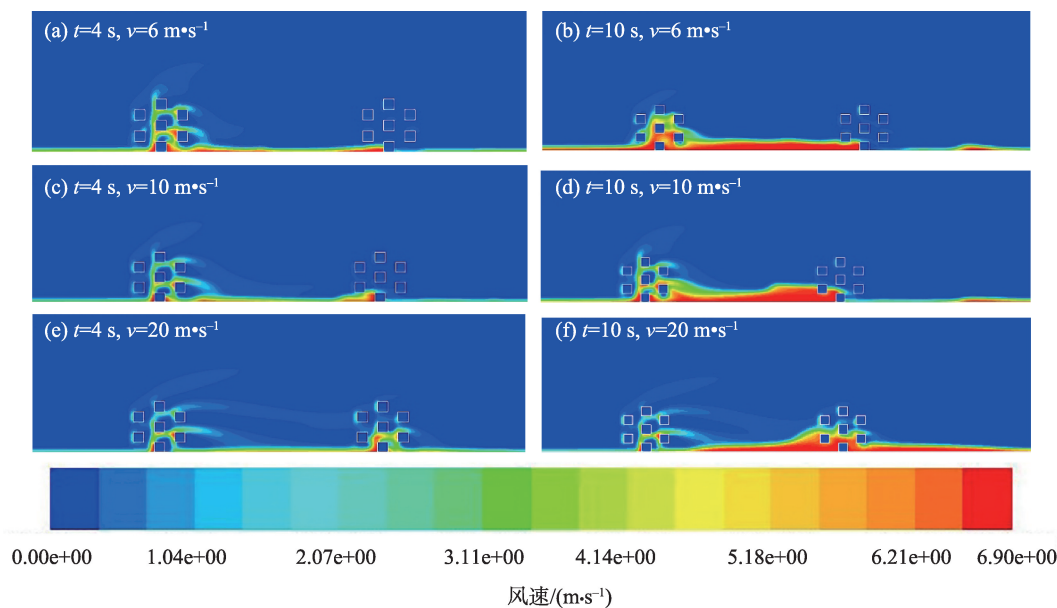 (a) t=4 s, v=6 m•s⁻¹
(b) t=10 s, v=6 m•s⁻¹
(c) t=4 s, v=10 m•s⁻¹
(d) t=10 s, v=10 m•s⁻¹
(e) t=4 s, v=20 m•s⁻¹
(f) t=10 s, v=20 m•s⁻¹
0.00e+00 1.04e+00 2.07e+00 3.11e+00 4.14e+00 5.18e+00 6.21e+00 6.90e+00
风速/(m·s⁻¹)